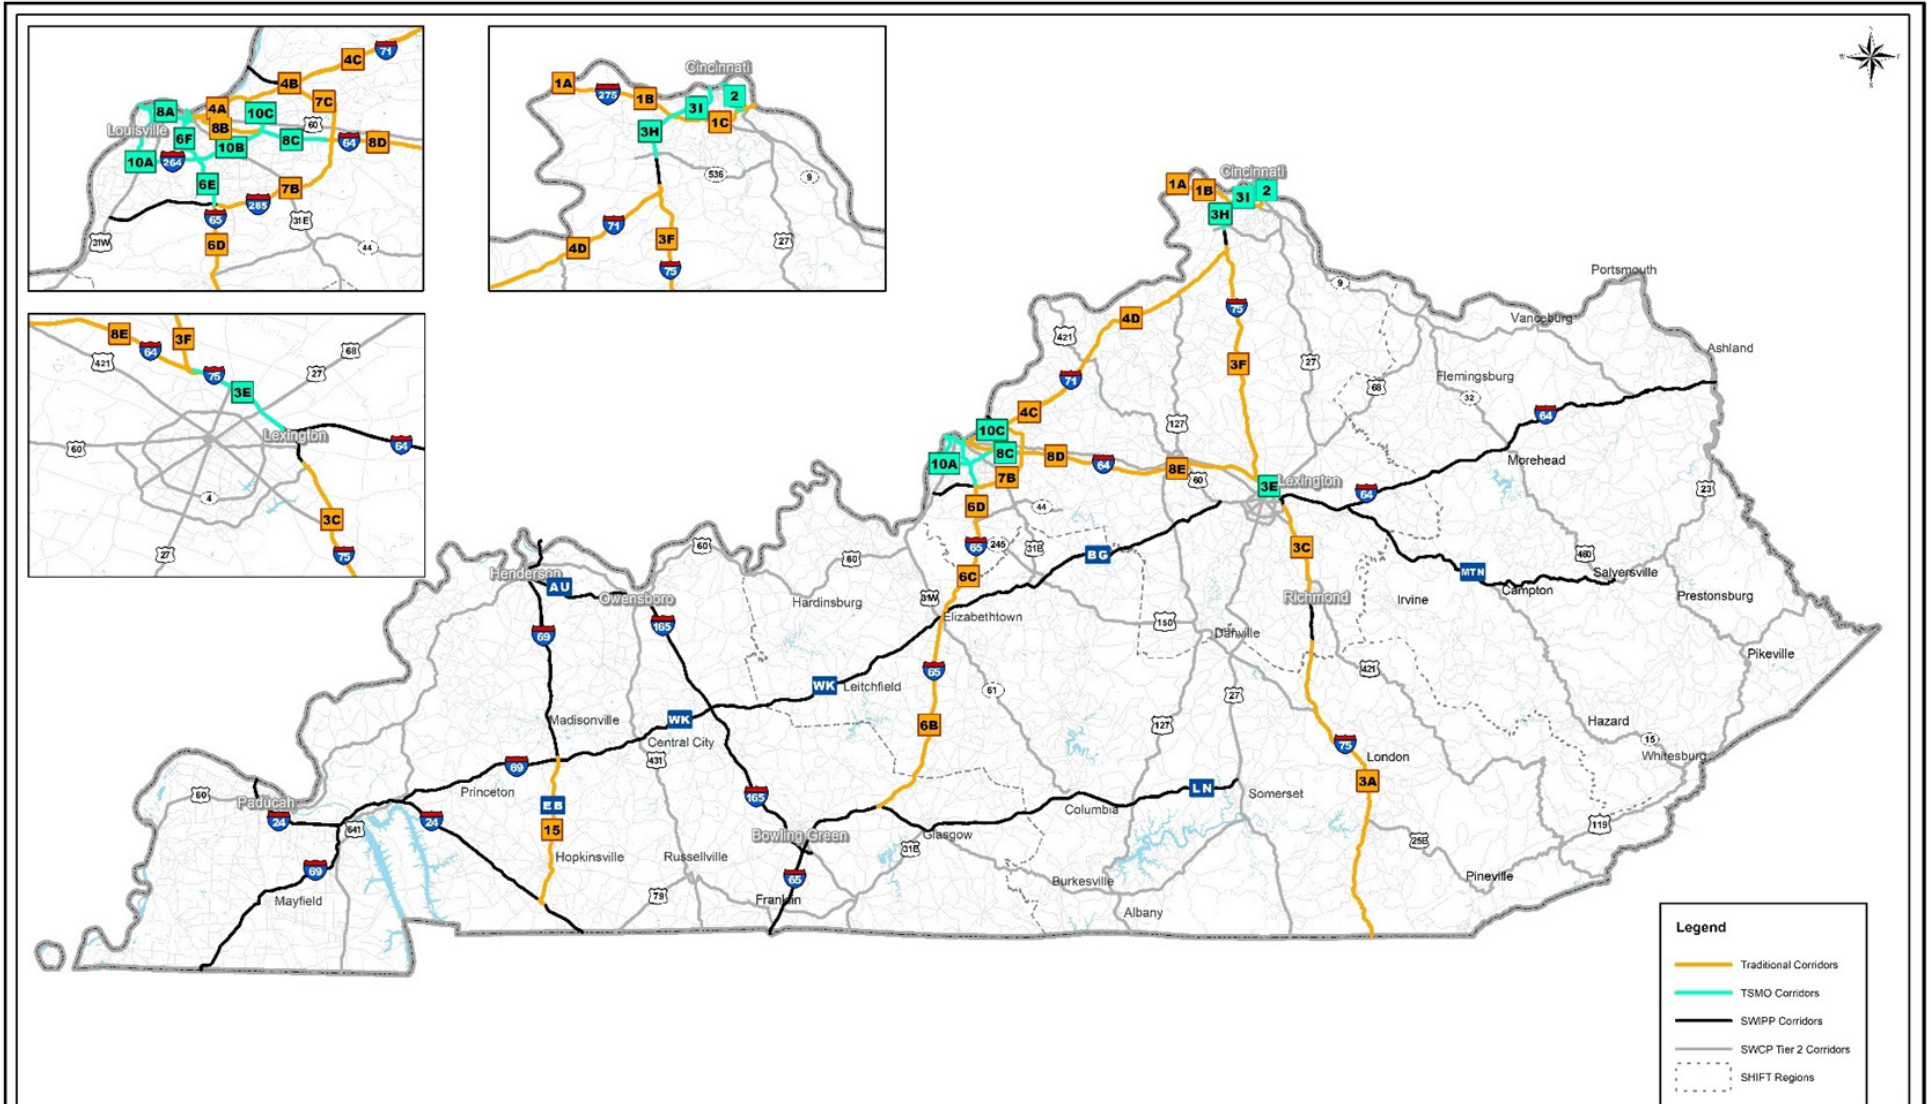 4C
71
4B
7C
8A
4A
10C
60
8B
Louisville
6F
8C
64
8D
10B
10A
264
6E
7B
265
65
31E
31W
6D
44
Cincinnati
1A
275
1B
3I
2
1C
3H
536
9
71
4D
3F
27
75
8E
3F
64
68
421
75
27
3E
Lexington
60
64
4
3C
27
75
N
W
E
S
Cincinnati
1A
1B
3I
2
3H
Portsmouth
9
75
4D
Vanceburg
421
Ashland
3F
27
71
Flemingsburg
68
32
4C
64
127
10C
8C
8D
10A
64
8E
Morehead
7B
60
3E
Lexington
64
23
6D
44
65
245
31E
BG
3C
60
60
460
Henderson
AU
6C
MTN
Salyersville
Campton
Owensboro
31W
Hardinsburg
Richmond
Irvine
Prestonsburg
Elizabethtown
165
69
150
Danville
Pikeville
65
421
WK
Leitchfield
61
27
Madisonville
WK
6B
127
Hazard
Central City
15
75
London
Whitesburg
431
69
3A
Princeton
60
Paducah
EB
165
LN
Somerset
24
24
641
15
Columbia
Bowling Green
Glasgow
119
31E
25E
Hopkinsville
Russellville
69
65
Burkesville
Pineville
Mayfield
79
Franklin
Albany
Legend
Traditional Corridors
TSMO Corridors
SWIPP Corridors
SWCP Tier 2 Corridors
SHIFT Regions